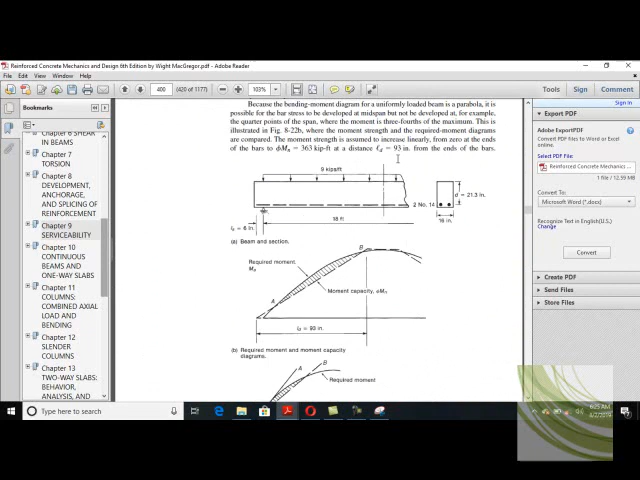 Reinforced Concrete Mechanics and Design 6th Edition by Wight MacGregor.pdf - Adobe Reader
File Edit View Window Help
400 (420 of 1177) 103% Tools Sign Comment
Bookmarks
Chapter 6 SHEAR
IN BEAMS
Chapter 7
TORSION
Chapter 8
DEVELOPMENT,
ANCHORAGE,
AND SPLICING OF
REINFORCEMENT
Chapter 9
SERVICEABILITY
Chapter 10
CONTINUOUS
BEAMS AND
ONE-WAY SLABS
Chapter 11
COLUMNS:
COMBINED AXIAL
LOAD AND
BENDING
Chapter 12
SLENDER
COLUMNS
Chapter 13
TWO-WAY SLABS:
BEHAVIOR,
ANALYSIS, AND
Because the bending-moment diagram for a uniformly loaded beam is a parabola, it is
possible for the bar stress to be developed at midspan but not be developed at, for example,
the quarter points of the span, where the moment is three-fourths of the maximum. This is
illustrated in Fig. 8-22b, where the moment strength and the required-moment diagrams
are compared. The moment strength is assumed to increase linearly, from zero at the ends
of the bars to ϕMn = 363 kip-ft at a distance ℓd = 93 in. from the ends of the bars.
9 kips/ft
d = 21.3 in.
2 No. 14
16 in.
18 ft
(a) Beam and section.
Required moment,
B
A
Moment capacity, ϕMn
ℓd = 93 in.
(b) Required moment and moment capacity
diagrams.
B
A
Required moment
Sign In
Export PDF
Adobe ExportPDF
Convert PDF files to Word or Excel
online.
Select PDF File:
Reinforced Concrete Mechanics ...
1 file / 12.59 MB
Convert To:
Microsoft Word (*.docx)
Recognize Text in English(U.S.)
Change
Convert
Create PDF
Send Files
Store Files
Type here to search
6:25 AM